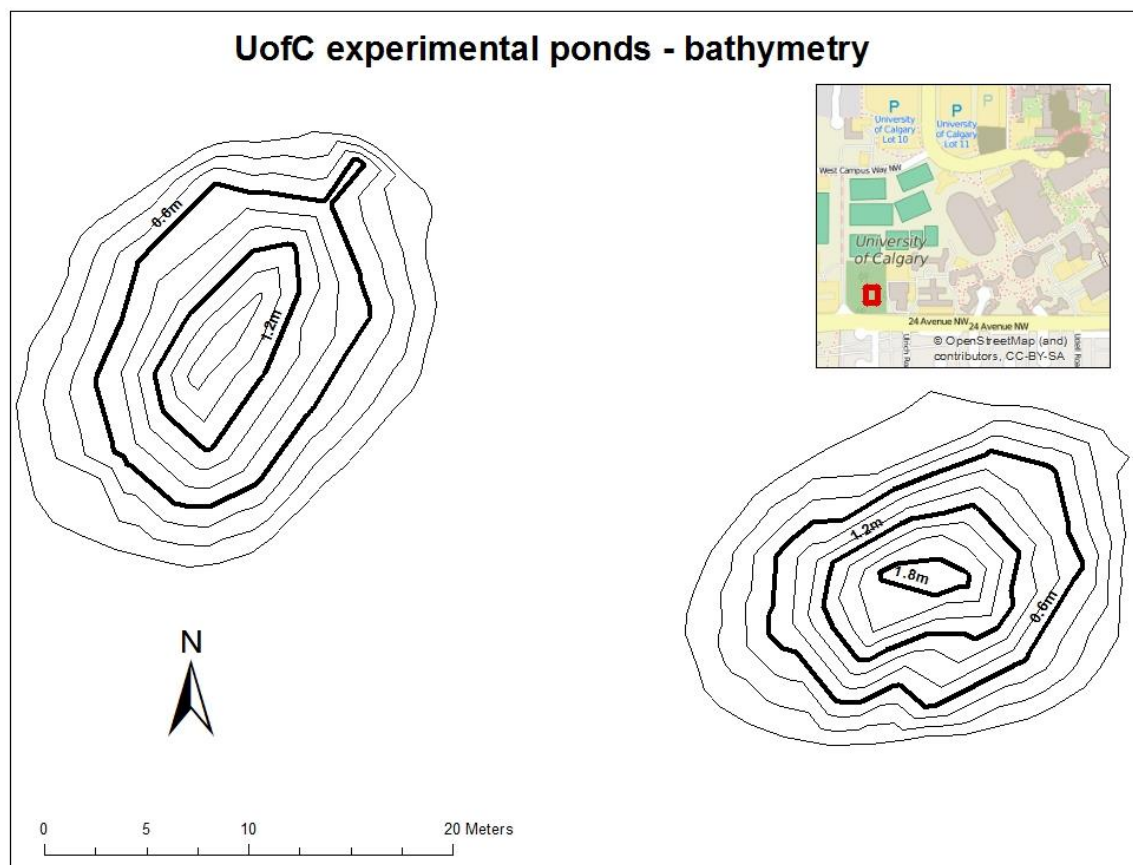 UofC experimental ponds - bathymetry
P
University
of Calgary
Lot 10
P
University
of Calgary
Lot 11
P
West Campus Way NW
University
of Calgary
24 Avenue NW
24 Avenue NW
© OpenStreetMap (and)
contributors, CC-BY-SA
0.6m
1.2m
1.2m
1.8m
0.6m
N
0
5
10
20 Meters